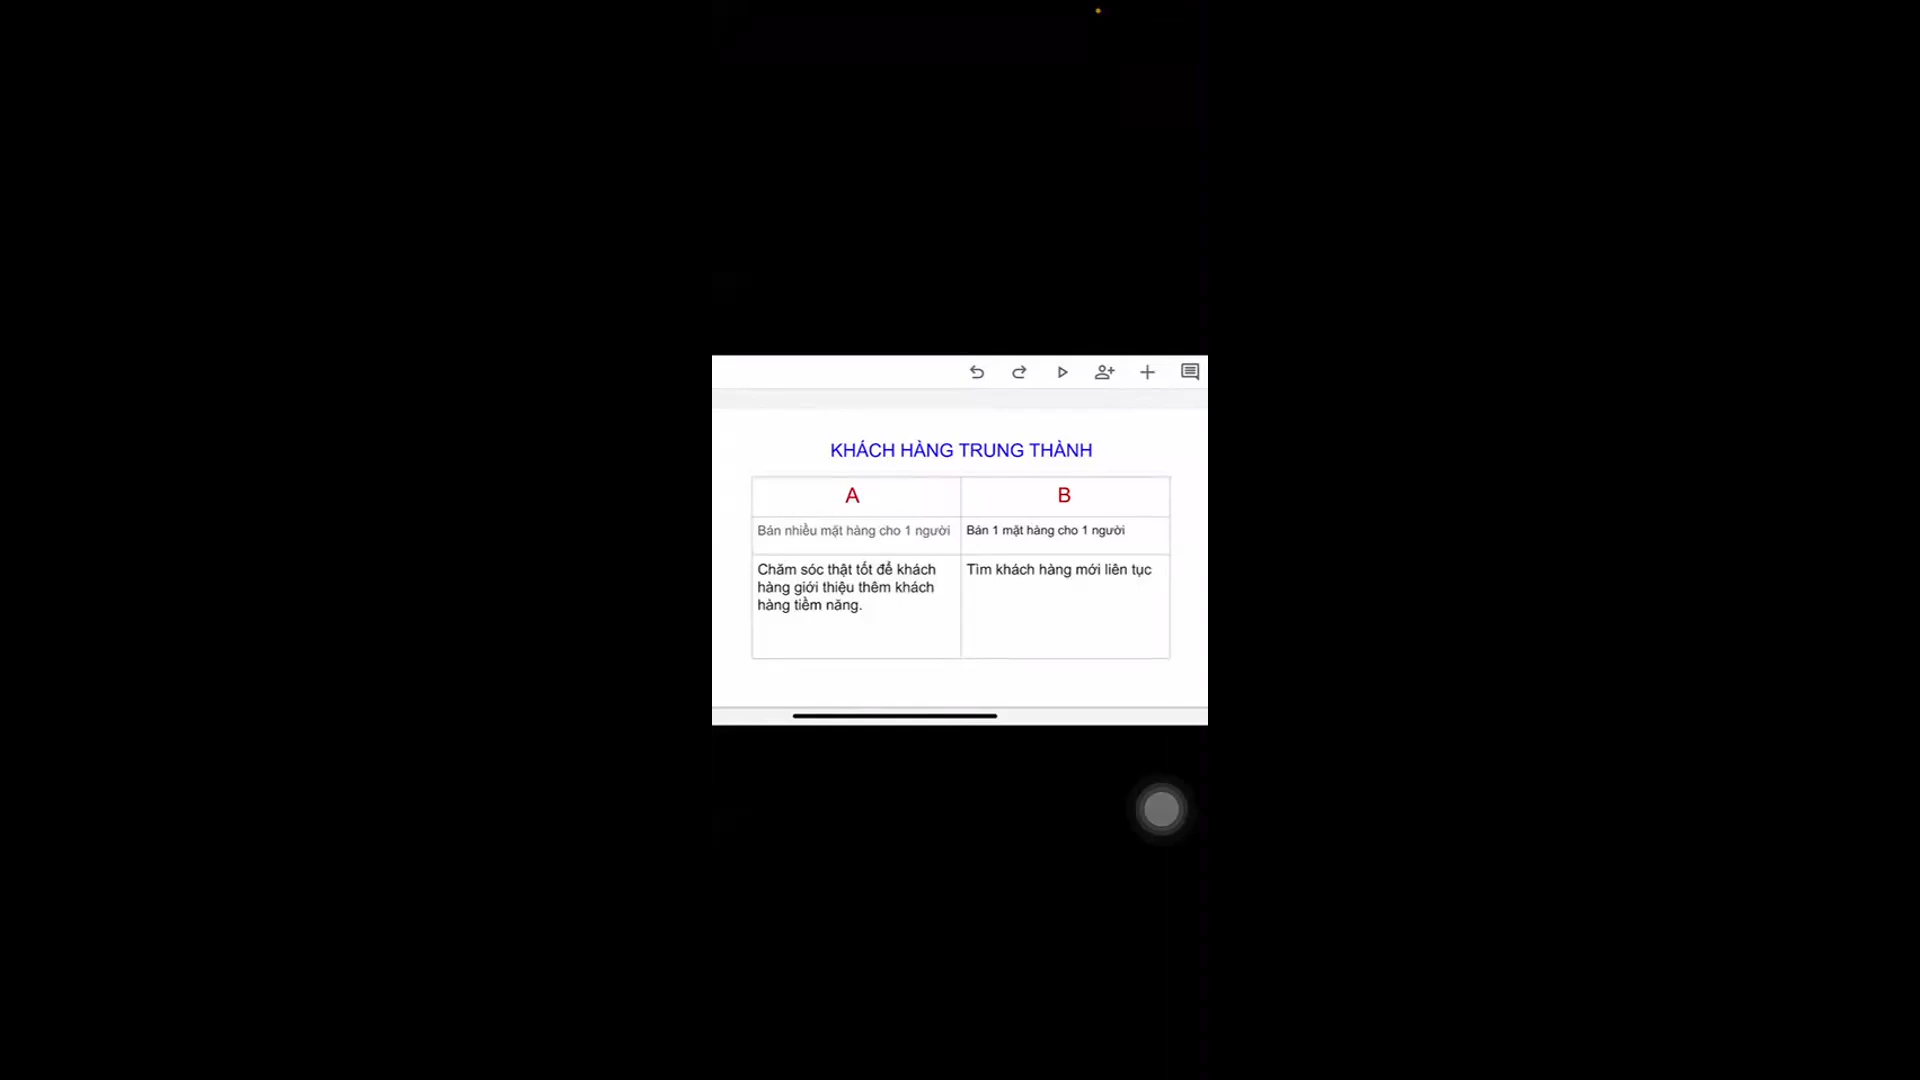 KHÁCH HÀNG TRUNG THÀNH
A
B
Bán nhiều mặt hàng cho 1 người
Bán 1 mặt hàng cho 1 người
Chăm sóc thật tốt để khách
hàng giới thiệu thêm khách
hàng tiềm năng.
Tìm khách hàng mới liên tục